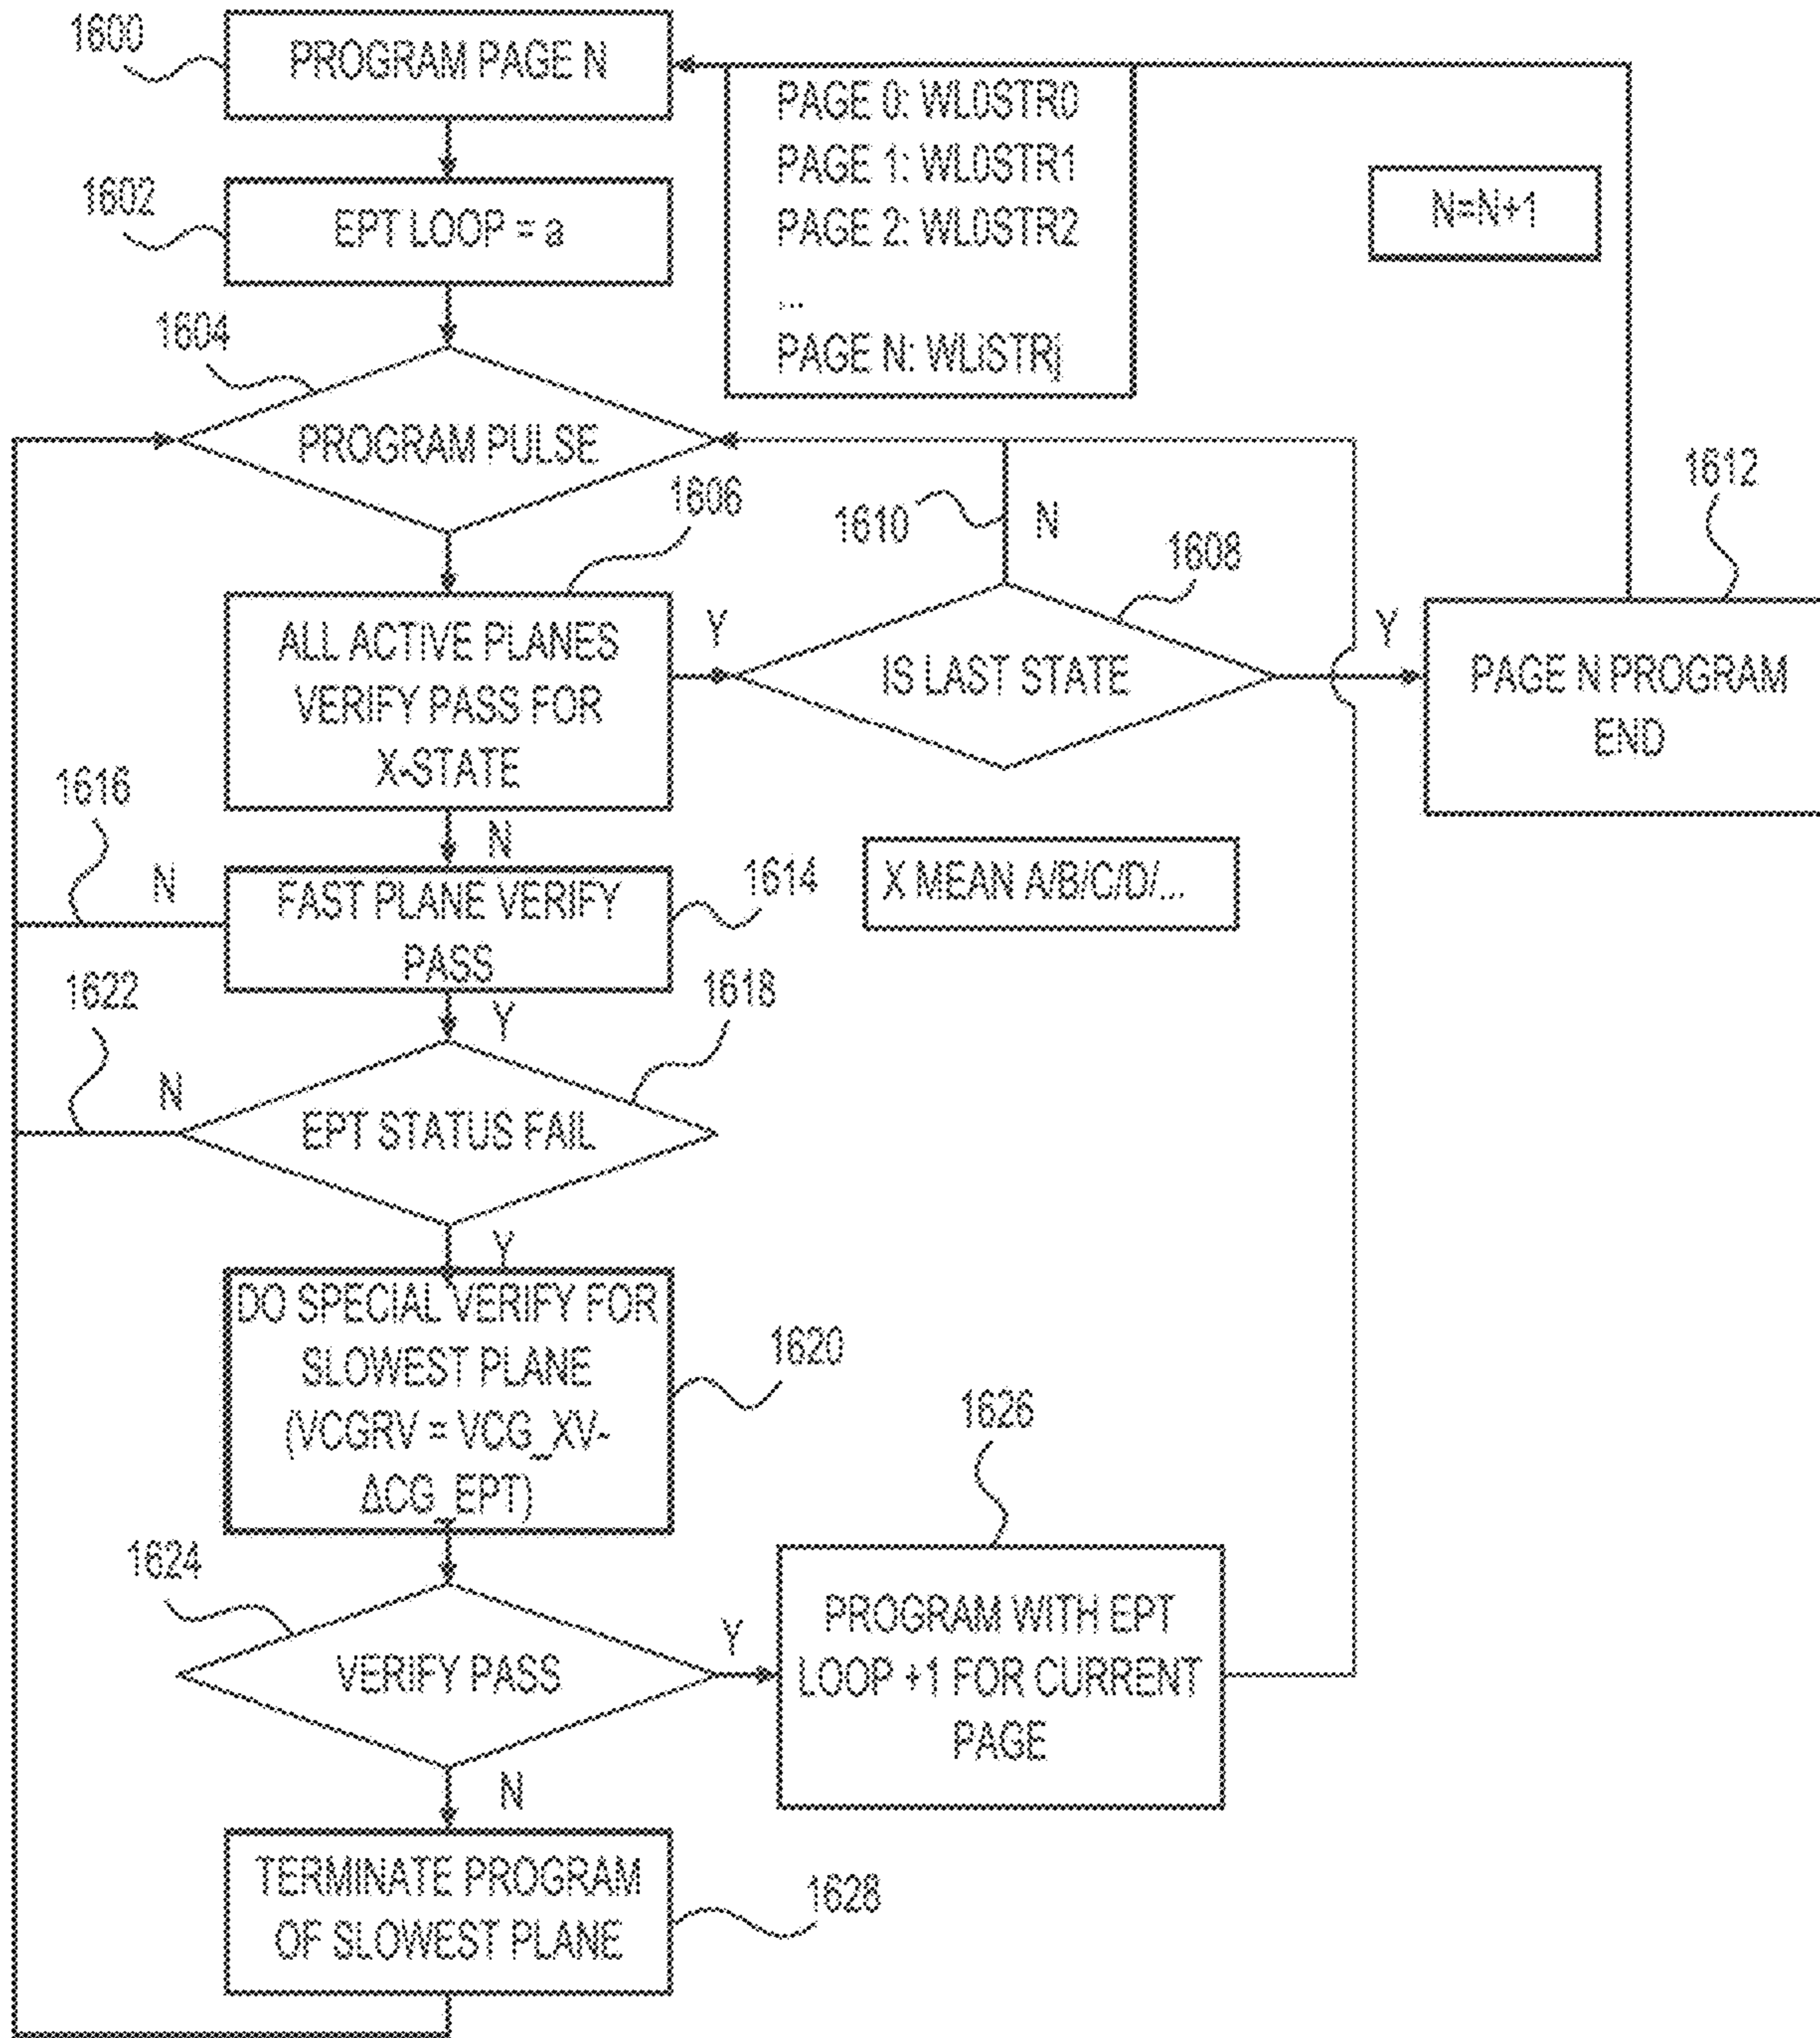 1600
PROGRAM PAGE N
PAGE 0: WL0STR0
PAGE 1: WL0STR1
PAGE 2: WL0STR2
...
PAGE N: WLiSTRj
N=N+1
1602
EPT LOOP = a
1604
PROGRAM PULSE
1606
1610
N
1608
1612
ALL ACTIVE PLANES
VERIFY PASS FOR
X-STATE
Y
IS LAST STATE
Y
PAGE N PROGRAM
END
1616
N
N
FAST PLANE VERIFY
PASS
1614
X MEAN A/B/C/D/...
1622
N
Y
1618
EPT STATUS FAIL
Y
DO SPECIAL VERIFY FOR
SLOWEST PLANE
(VCGRV = VCG_XV-
ΔCG_EPT)
1620
1624
VERIFY PASS
Y
1626
PROGRAM WITH EPT
LOOP +1 FOR CURRENT
PAGE
N
TERMINATE PROGRAM
OF SLOWEST PLANE
1628